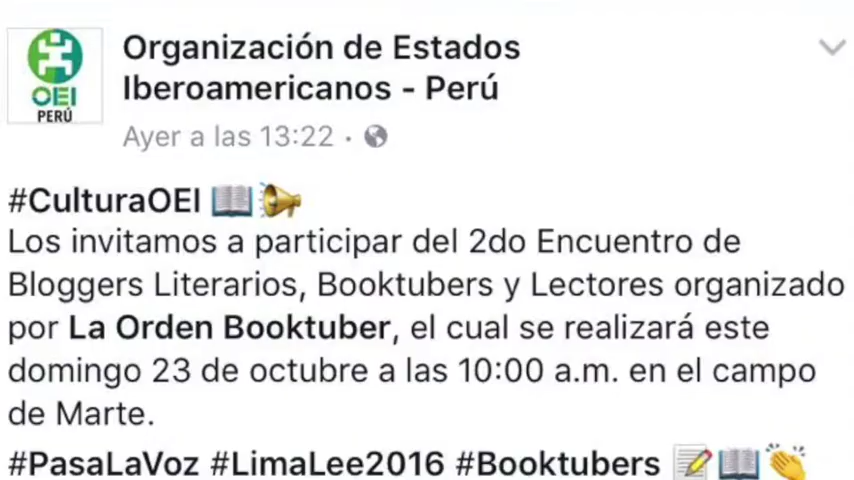 OEI
PERÚ
Organización de Estados
Iberoamericanos - Perú
Ayer a las 13:22 ·
#CulturaOEI 📖📣
Los invitamos a participar del 2do Encuentro de
Bloggers Literarios, Booktubers y Lectores organizado
por La Orden Booktuber, el cual se realizará este
domingo 23 de octubre a las 10:00 a.m. en el campo
de Marte.
#PasaLaVoz #LimaLee2016 #Booktubers 📝📖👏